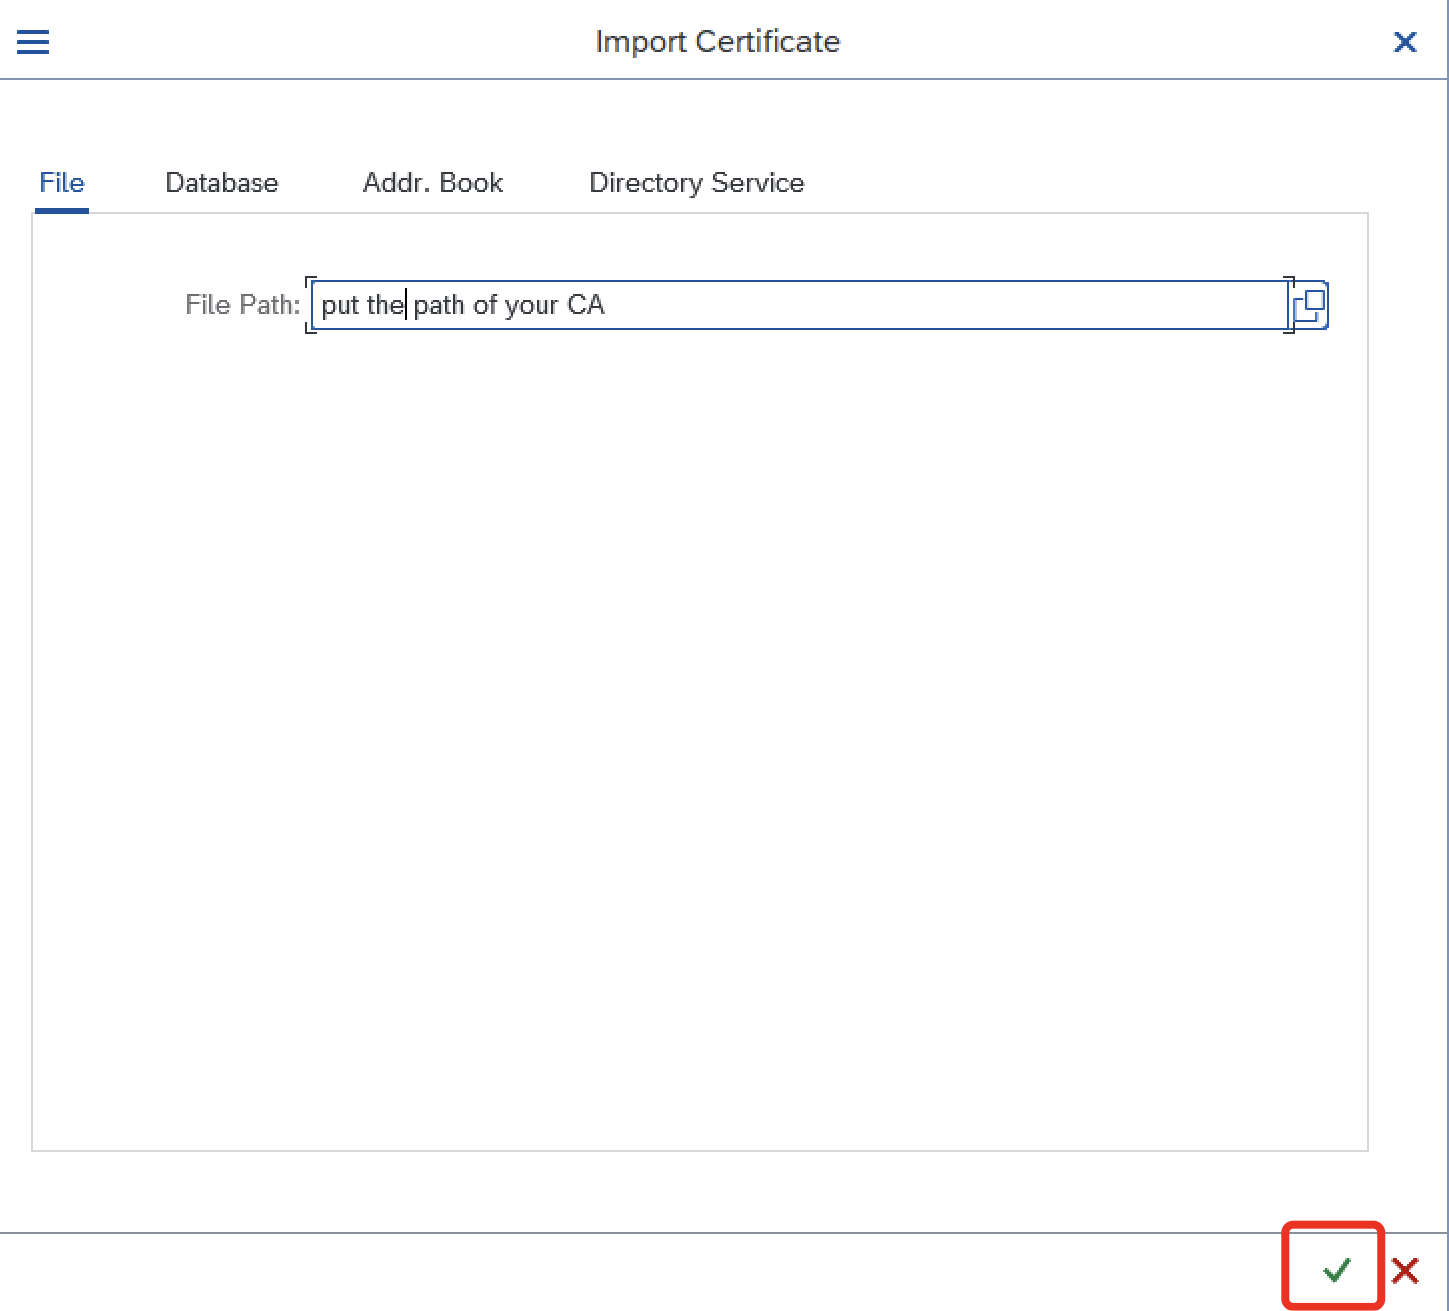 Import Certificate
File Database Addr. Book Directory Service
File Path: put the path of your CA